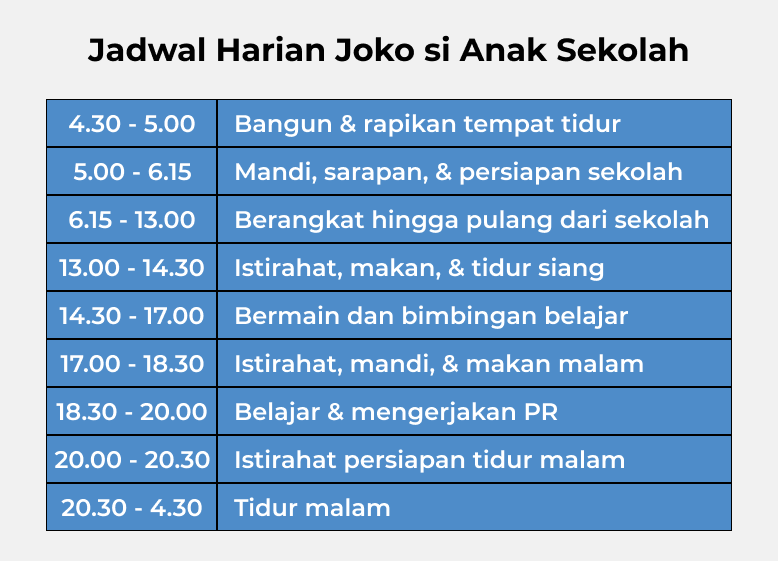 Jadwal Harian Joko si Anak Sekolah
4.30 - 5.00 Bangun & rapikan tempat tidur
5.00 - 6.15 Mandi, sarapan, & persiapan sekolah
6.15 - 13.00 Berangkat hingga pulang dari sekolah
13.00 - 14.30 Istirahat, makan, & tidur siang
14.30 - 17.00 Bermain dan bimbingan belajar
17.00 - 18.30 Istirahat, mandi, & makan malam
18.30 - 20.00 Belajar & mengerjakan PR
20.00 - 20.30 Istirahat persiapan tidur malam
20.30 - 4.30 Tidur malam